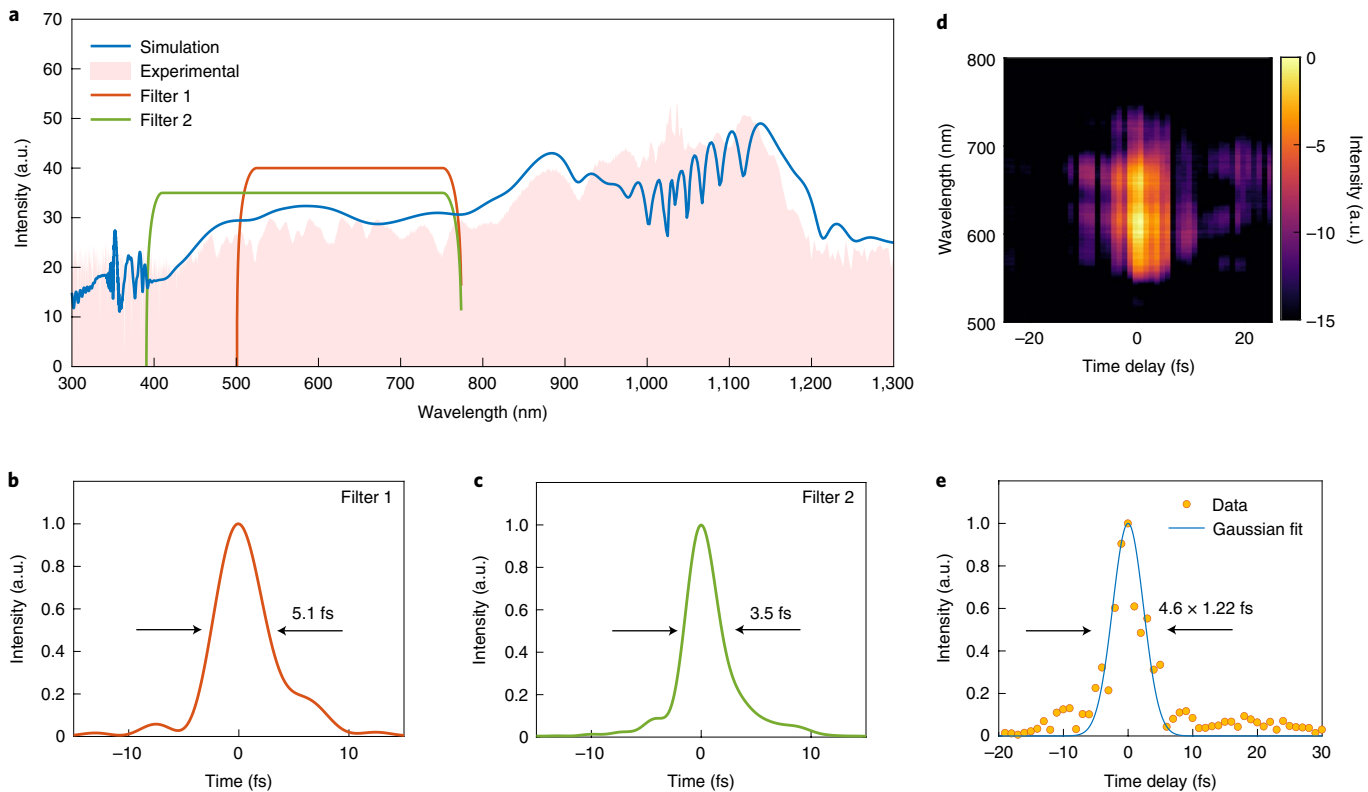 a
70
60
50
40
30
20
10
0
Intensity (a.u.)
Simulation
Experimental
Filter 1
Filter 2
300 400 500 600 700 800 900 1,000 1,100 1,200 1,300
Wavelength (nm)
d
800
700
600
500
Wavelength (nm)
−20 0 20
Time delay (fs)
0
−5
−10
−15
Intensity (a.u.)
b
Filter 1
1.0
0.8
0.6
0.4
0.2
0
Intensity (a.u.)
5.1 fs
−10 0 10
Time (fs)
c
Filter 2
1.0
0.8
0.6
0.4
0.2
0
Intensity (a.u.)
3.5 fs
−10 0 10
Time (fs)
e
Data
Gaussian fit
1.0
0.8
0.6
0.4
0.2
0
Intensity (a.u.)
4.6 × 1.22 fs
−20 −10 0 10 20 30
Time delay (fs)